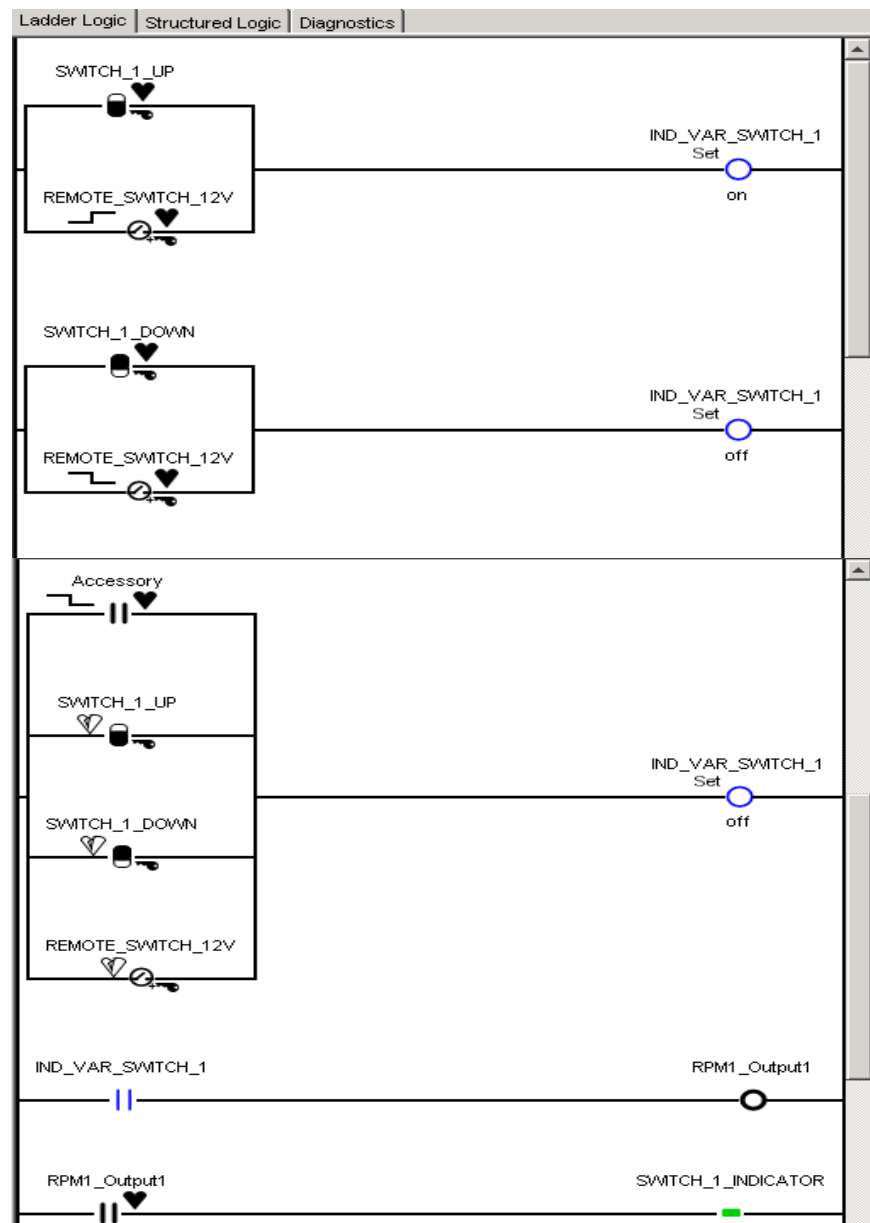 Ladder Logic Structured Logic Diagnostics
SWITCH_1_UP
IND_VAR_SWITCH_1
Set
on
REMOTE_SWITCH_12V
SWITCH_1_DOWN
IND_VAR_SWITCH_1
Set
off
REMOTE_SWITCH_12V
Accessory
SWITCH_1_UP
IND_VAR_SWITCH_1
Set
off
SWITCH_1_DOWN
REMOTE_SWITCH_12V
IND_VAR_SWITCH_1 RPM1_Output1
RPM1_Output1 SWITCH_1_INDICATOR